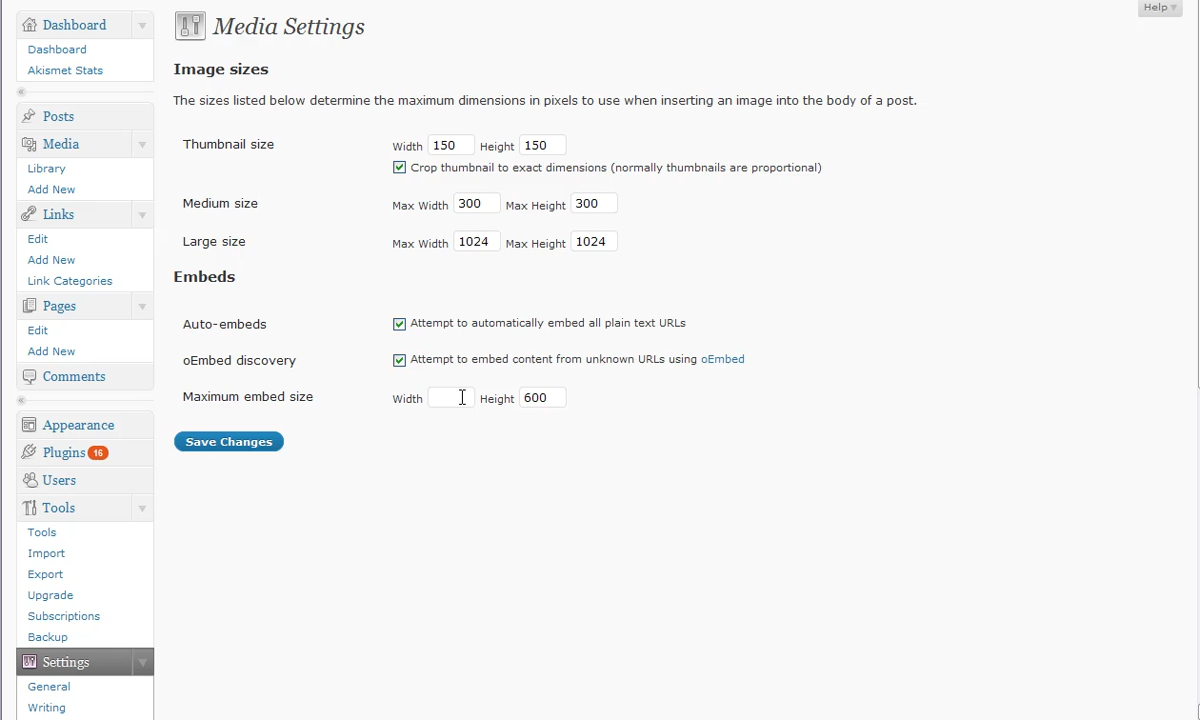 Help
Dashboard
Dashboard
Akismet Stats
Posts
Media
Library
Add New
Links
Edit
Add New
Link Categories
Pages
Edit
Add New
Comments
Appearance
Plugins 16
Users
Tools
Tools
Import
Export
Upgrade
Subscriptions
Backup
Settings
General
Writing
Media Settings
Image sizes
The sizes listed below determine the maximum dimensions in pixels to use when inserting an image into the body of a post.
Thumbnail size Width 150 Height 150
Crop thumbnail to exact dimensions (normally thumbnails are proportional)
Medium size Max Width 300 Max Height 300
Large size Max Width 1024 Max Height 1024
Embeds
Auto-embeds Attempt to automatically embed all plain text URLs
oEmbed discovery Attempt to embed content from unknown URLs using oEmbed
Maximum embed size Width Height 600
Save Changes